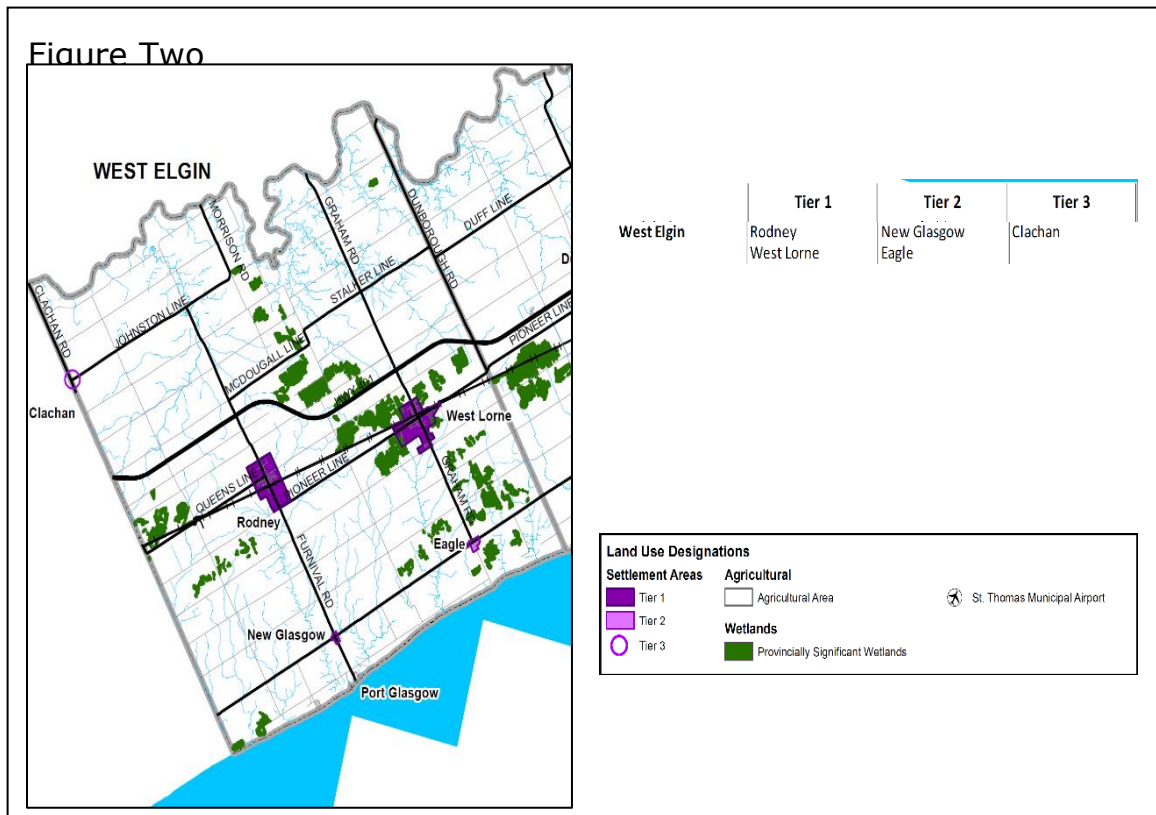 Figure Two
WEST ELGIN
MORRISON RD
GRAHAM RD
DUNBOROUGH RD
DUFF LINE
STALKER LINE
CLACHAN RD
JOHNSTON LINE
PIONEER LINE
MCDOUGALL LINE
Clachan
West Lorne
QUEENS LI
PIONEER LINE
GRAHAM R
Rodney
Eagle
FURNIVAL RD
New Glasgow
Port Glasgow
Tier 1 Tier 2 Tier 3
West Elgin Rodney New Glasgow Clachan
West Lorne Eagle
Land Use Designations
Settlement Areas Agricultural
Tier 1 Agricultural Area St. Thomas Municipal Airport
Tier 2 Wetlands
Tier 3 Provincially Significant Wetlands